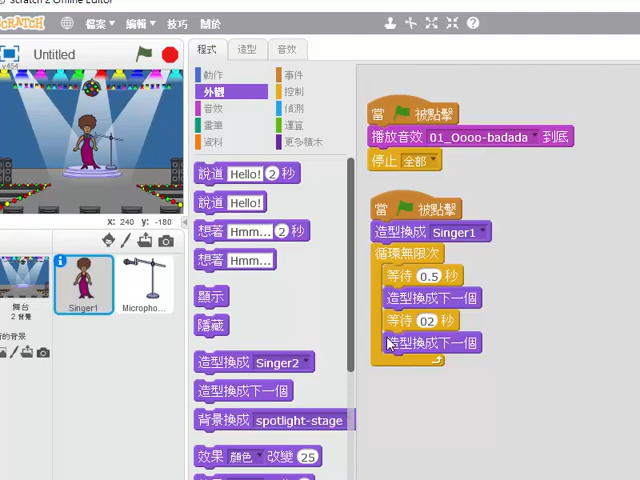 Scratch 2 Online Editor
SCRATCH
檔案 編輯 技巧 關於
v454
Untitled
程式 造型 音效
動作 事件
外觀 控制
音效 偵測
畫筆 運算
資料 更多積木
說道 Hello! 2 秒
說道 Hello!
想著 Hmm... 2 秒
想著 Hmm...
顯示
隱藏
造型換成 Singer2
造型換成下一個
背景換成 spotlight-stage
效果 顏色 改變 25
x: 240 y: -180
舞台
2 背景
Singer1
Micropho...
的背景
當 被點擊
播放音效 01_Oooo-badada 到底
停止 全部
當 被點擊
造型換成 Singer1
循環無限次
等待 0.5 秒
造型換成下一個
等待 02 秒
造型換成下一個